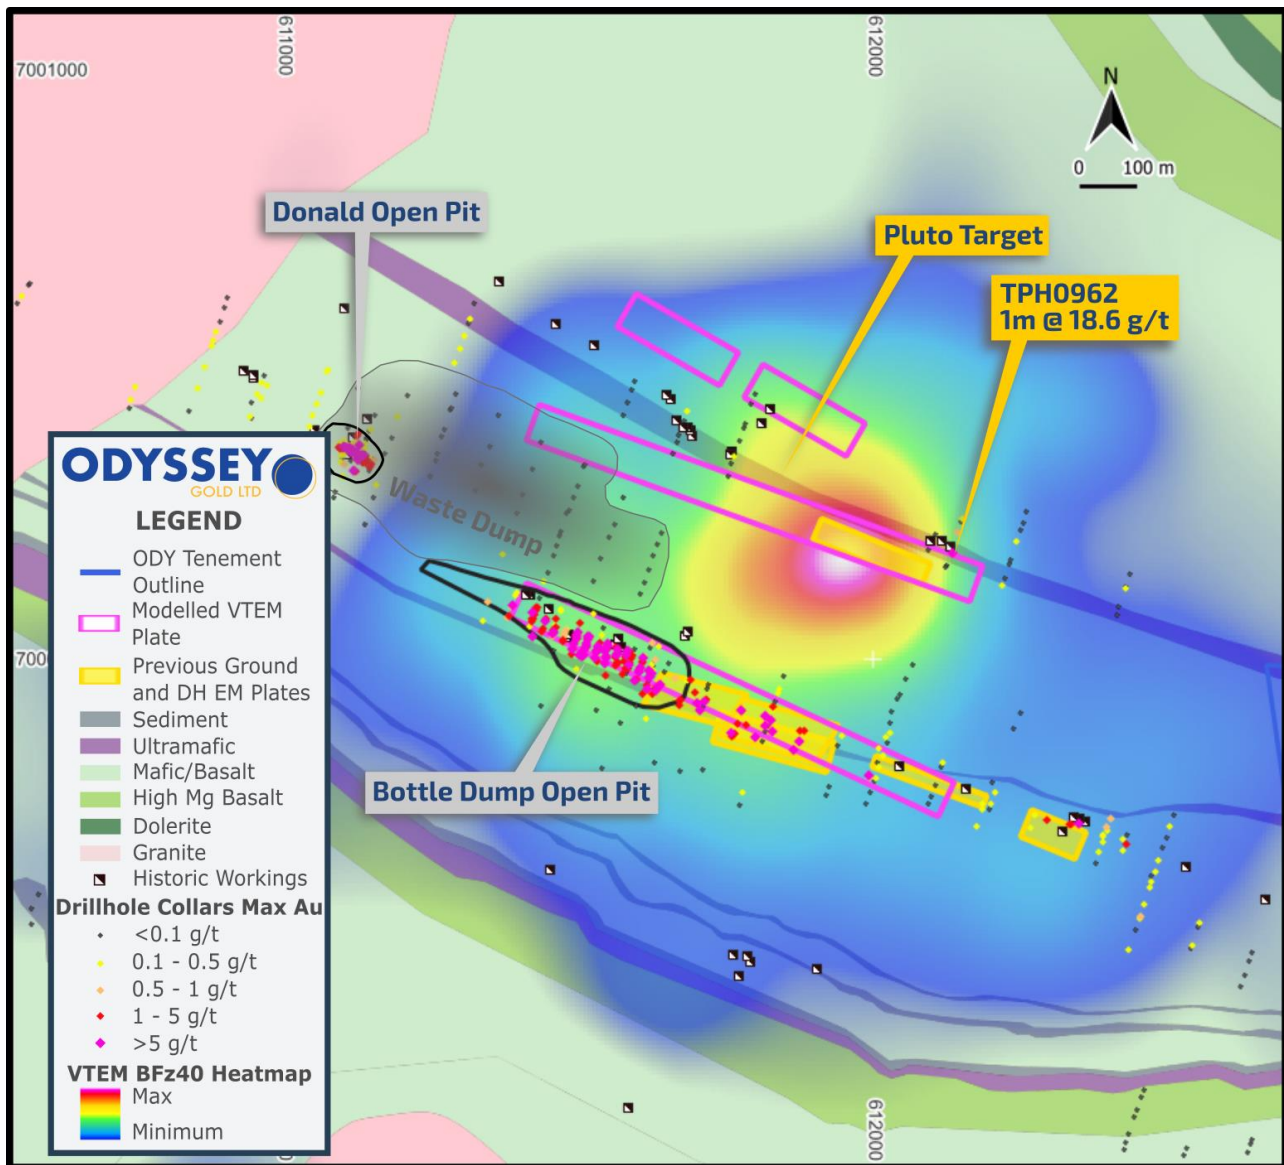 611000
612000
7001000
N
0 100 m
Donald Open Pit
Pluto Target
TPH0962
1m @ 18.6 g/t
Waste Dump
Bottle Dump Open Pit
ODYSSEY
GOLD LTD
LEGEND
ODY Tenement
Outline
Modelled VTEM
Plate
Previous Ground
and DH EM Plates
Sediment
Ultramafic
Mafic/Basalt
High Mg Basalt
Dolerite
Granite
Historic Workings
Drillhole Collars Max Au
<0.1 g/t
0.1 - 0.5 g/t
0.5 - 1 g/t
1 - 5 g/t
>5 g/t
VTEM BFz40 Heatmap
Max
Minimum
612000